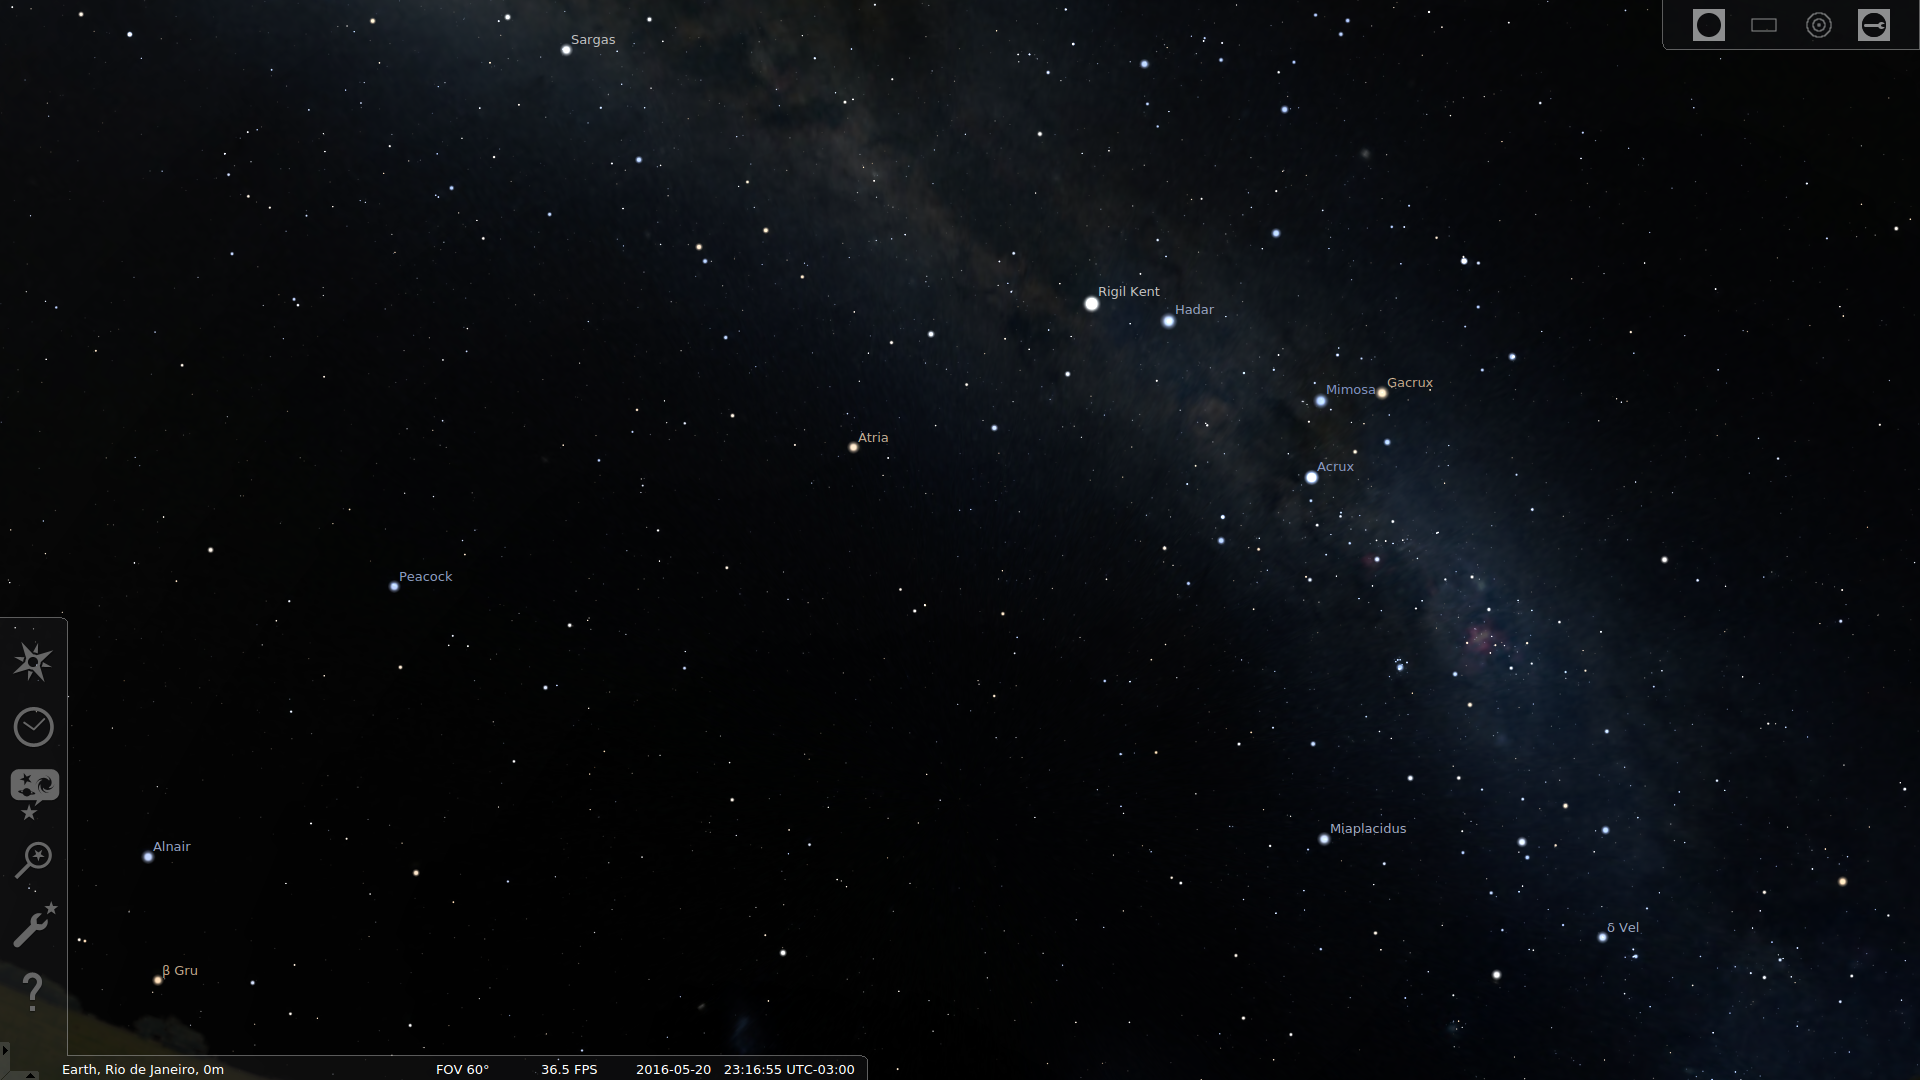 Sargas
Rigil Kent
Hadar
Mimosa
Gacrux
Atria
Acrux
Peacock
Miaplacidus
Alnair
δ Vel
β Gru
Earth, Rio de Janeiro, 0m FOV 60° 36.5 FPS 2016-05-20 23:16:55 UTC-03:00